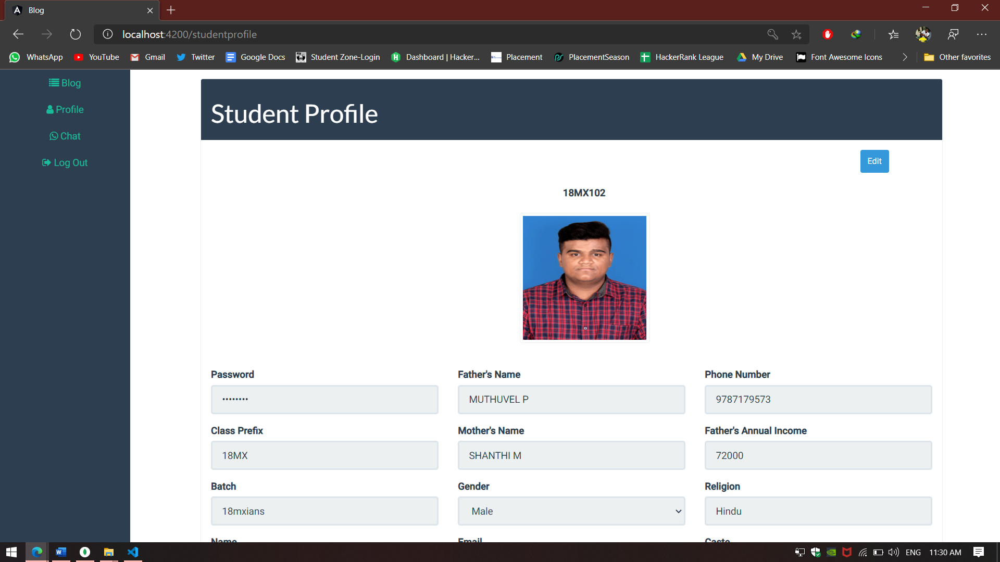 Blog
localhost:4200/studentprofile
WhatsApp YouTube Gmail Twitter Google Docs Student Zone-Login Dashboard | Hacker... Placement PlacementSeason HackerRank League My Drive Font Awesome Icons Other favorites
Blog
Profile
Chat
Log Out
Student Profile
Edit
18MX102
Password Father's Name Phone Number
•••••••• MUTHUVEL P 9787179573
Class Prefix Mother's Name Father's Annual Income
18MX SHANTHI M 72000
Batch Gender Religion
18mxians Male Hindu
Name Email Caste
ENG 11:30 AM